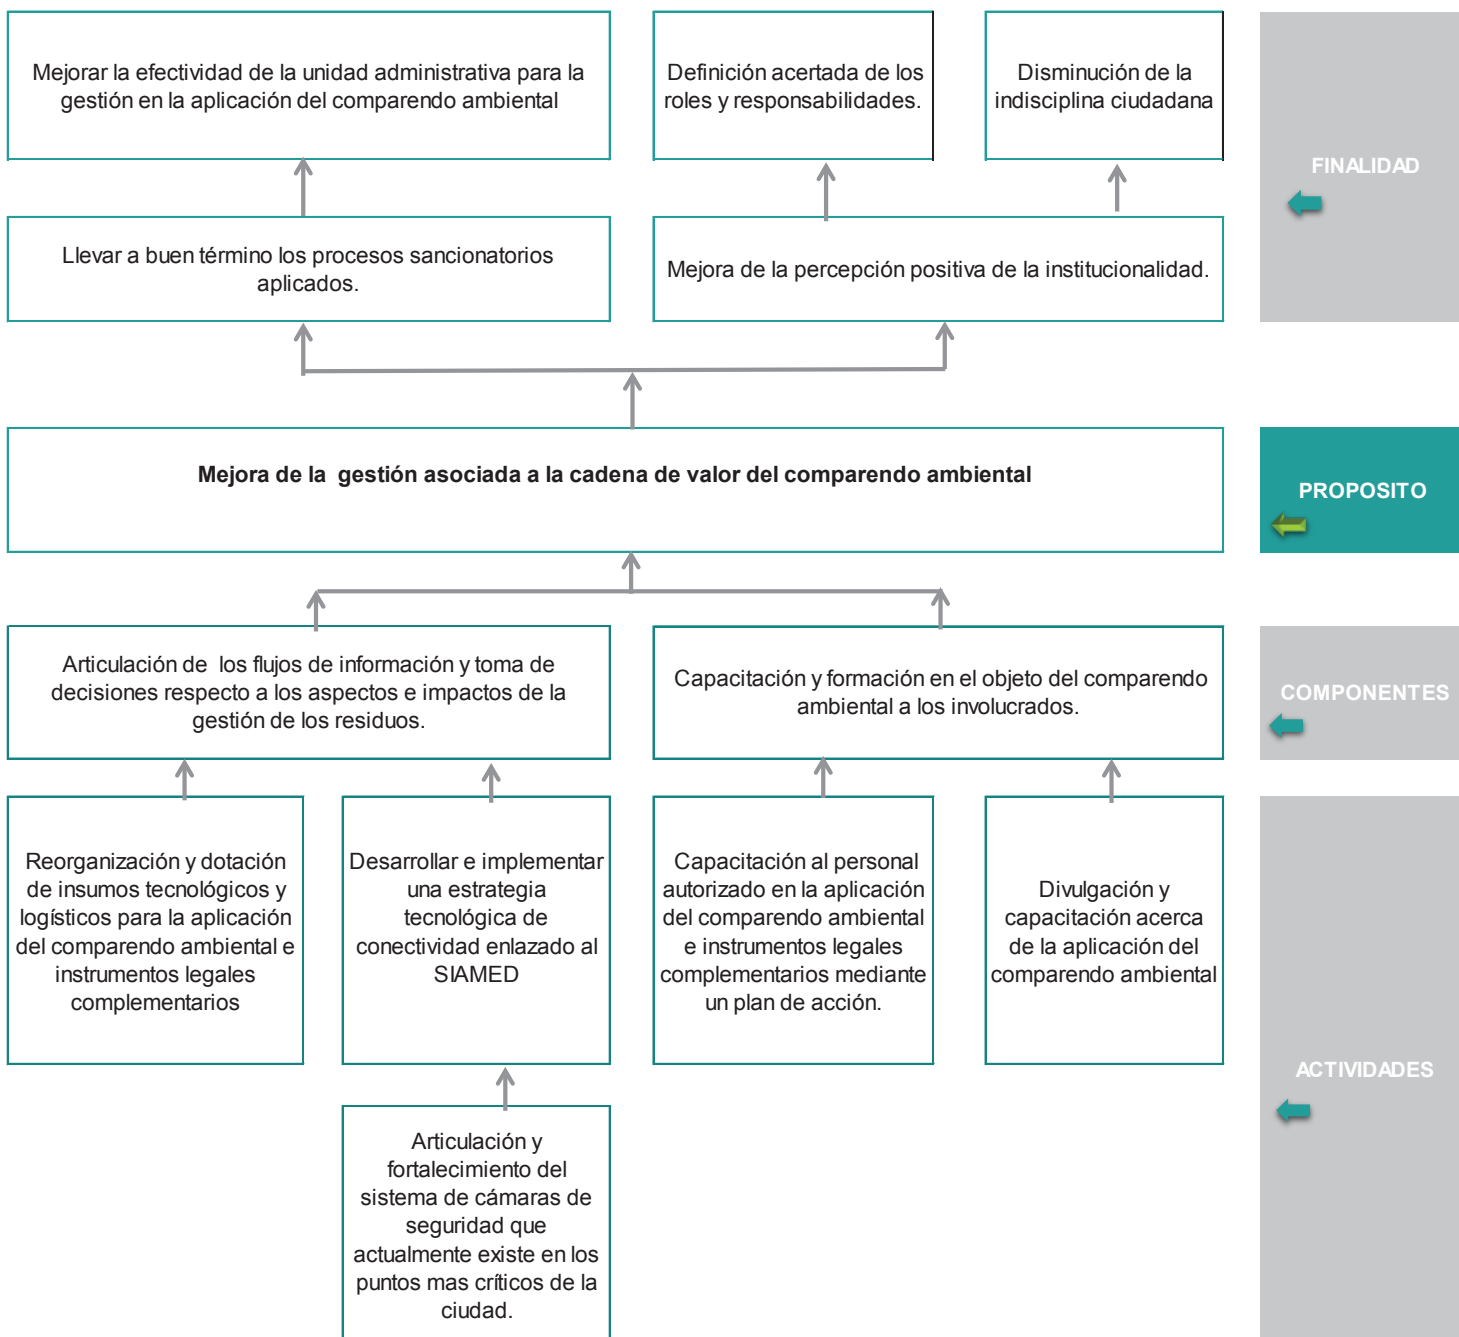 Mejorar la efectividad de la unidad administrativa para la
gestión en la aplicación del comparendo ambiental
Definición acertada de los
roles y responsabilidades.
Disminución de la
indisciplina ciudadana
FINALIDAD
Llevar a buen término los procesos sancionatorios
aplicados.
Mejora de la percepción positiva de la institucionalidad.
Mejora de la  gestión asociada a la cadena de valor del comparendo ambiental
PROPOSITO
Articulación de  los flujos de información y toma de
decisiones respecto a los aspectos e impactos de la
gestión de los residuos.
Capacitación y formación en el objeto del comparendo
ambiental a los involucrados.
COMPONENTES
Reorganización y dotación
de insumos tecnológicos y
logísticos para la aplicación
del comparendo ambiental e
instrumentos legales
complementarios
Desarrollar e implementar
una estrategia
tecnológica de
conectividad enlazado al
SIAMED
Capacitación al personal
autorizado en la aplicación
del comparendo ambiental
e instrumentos legales
complementarios mediante
un plan de acción.
Divulgación y
capacitación acerca
de la aplicación del
comparendo ambiental
ACTIVIDADES
Articulación y
fortalecimiento del
sistema de cámaras de
seguridad que
actualmente existe en los
puntos mas críticos de la
ciudad.